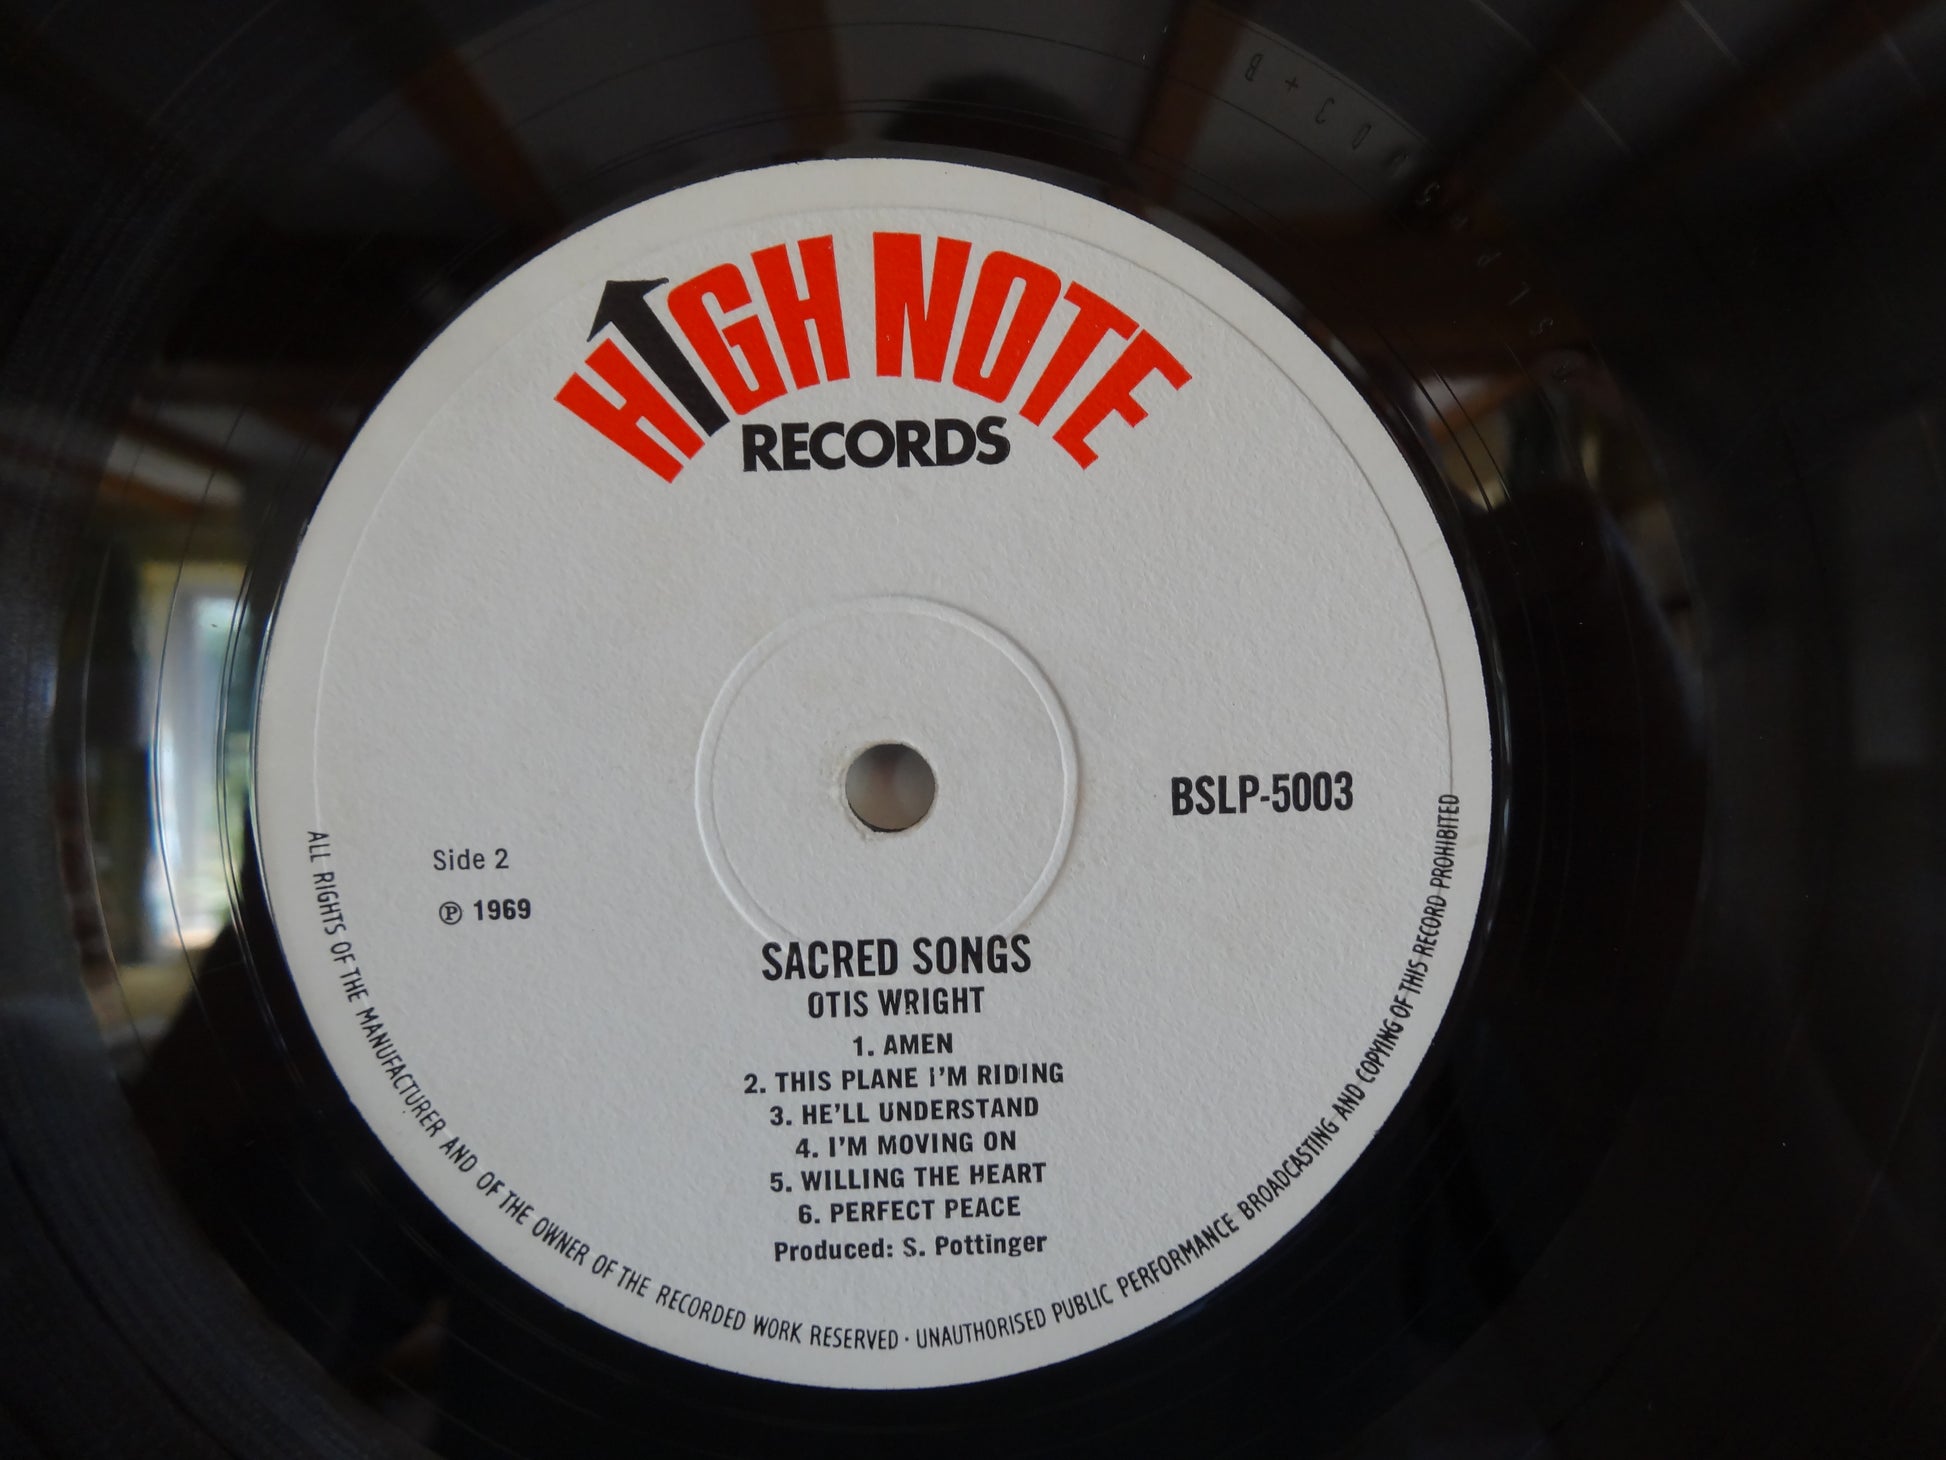 HIGH NOTE
RECORDS
BSLP-5003
Side 2
Ⓟ 1969
SACRED SONGS
OTIS WRIGHT
1. AMEN
2. THIS PLANE I'M RIDING
3. HE'LL UNDERSTAND
4. I'M MOVING ON
5. WILLING THE HEART
6. PERFECT PEACE
Produced: S. Pottinger
ALL RIGHTS OF THE MANUFACTURER AND OF THE OWNER OF THE RECORDED WORK RESERVED · UNAUTHORISED PUBLIC PERFORMANCE BROADCASTING AND COPYING OF THIS RECORD PROHIBITED